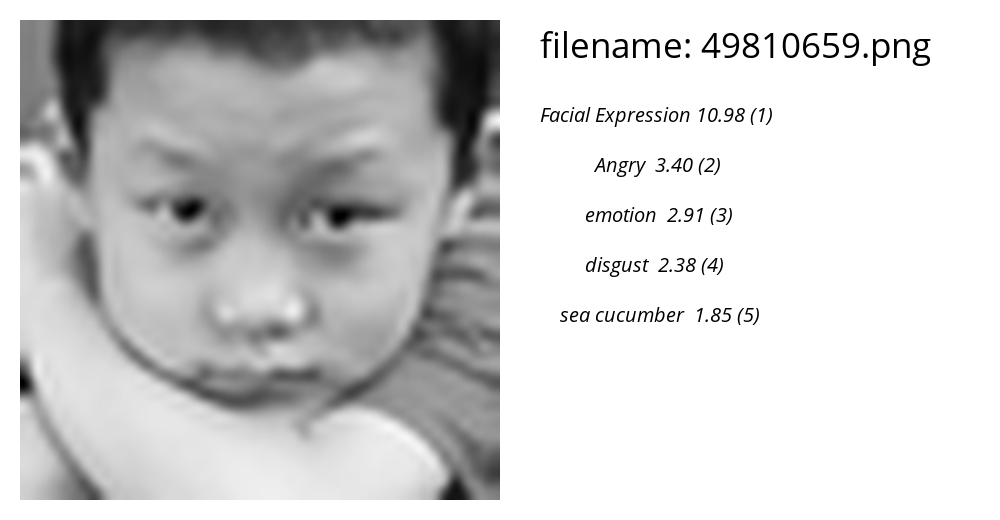 filename: 49810659.png
Facial Expression 10.98 (1)
Angry 3.40 (2)
emotion 2.91 (3)
disgust 2.38 (4)
sea cucumber 1.85 (5)